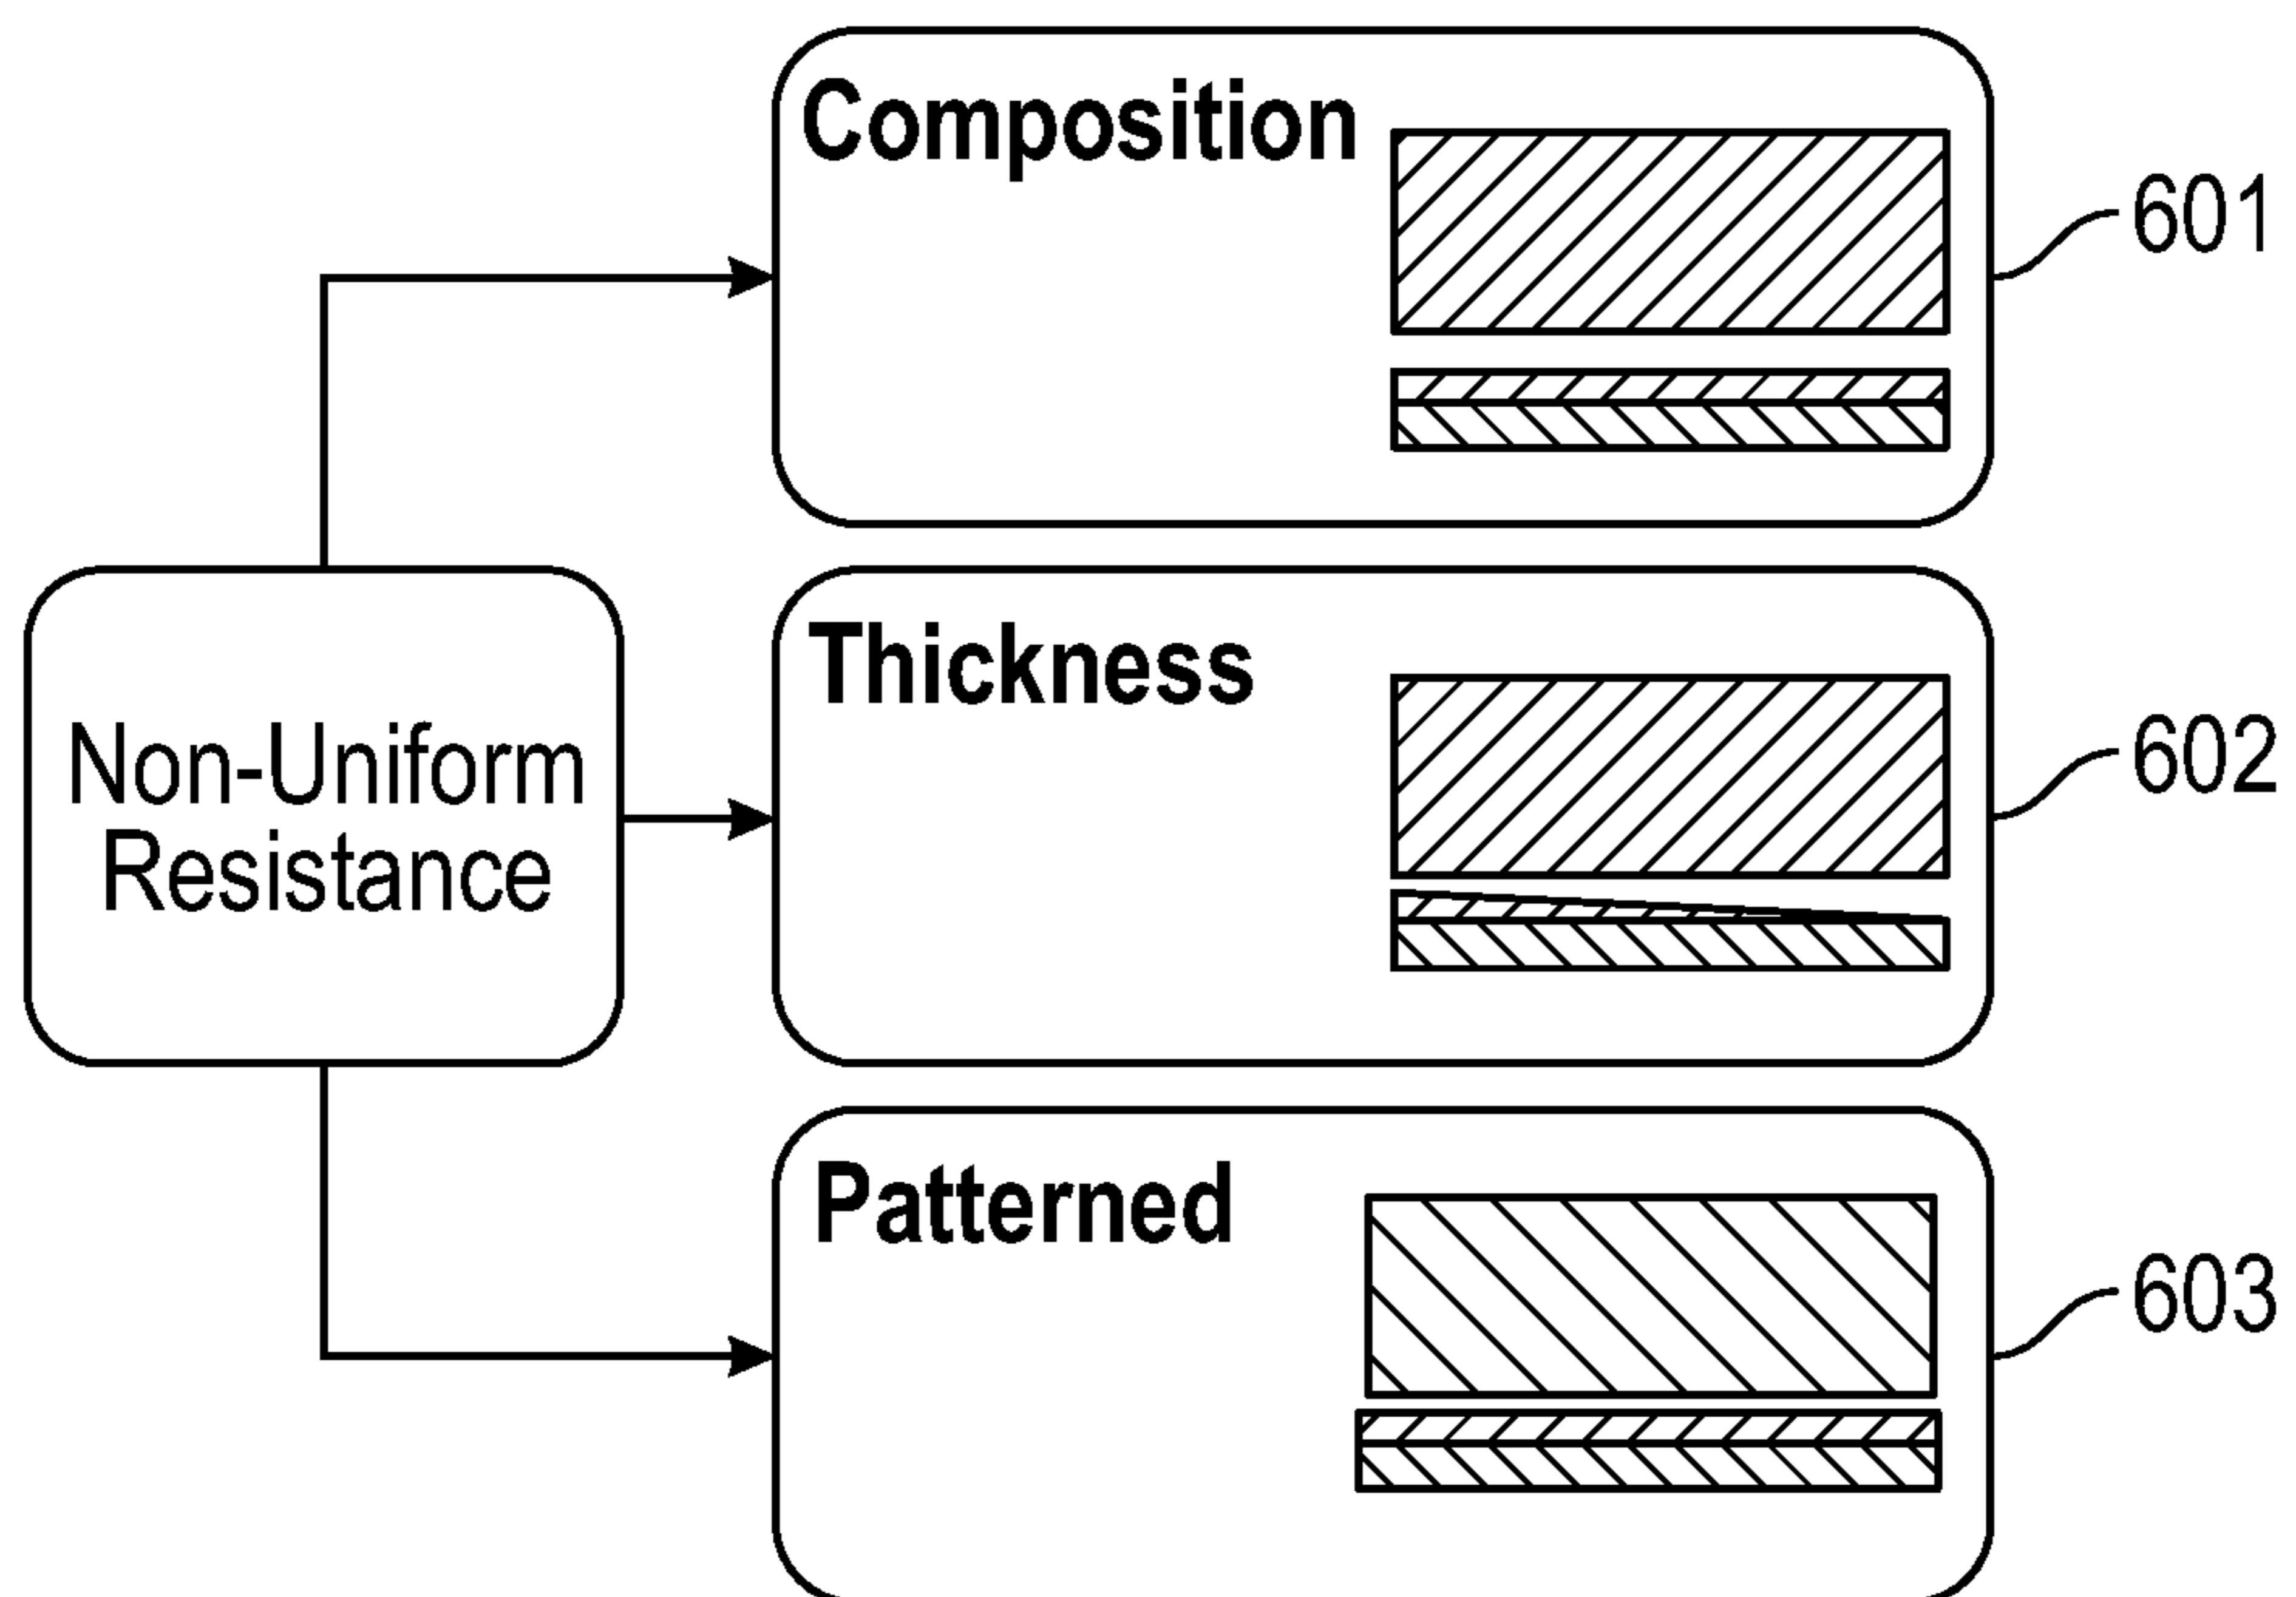 Composition
601
Non-Uniform
Resistance
Thickness
602
Patterned
603